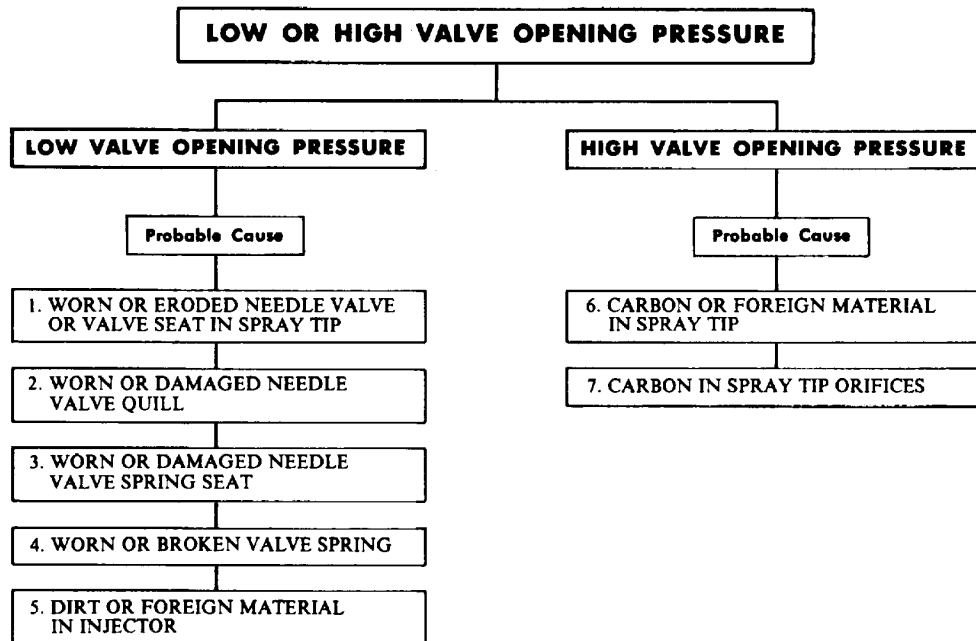 LOW OR HIGH VALVE OPENING PRESSURE
LOW VALVE OPENING PRESSURE
Probable Cause
1. WORN OR ERODED NEEDLE VALVE
OR VALVE SEAT IN SPRAY TIP
2. WORN OR DAMAGED NEEDLE
VALVE QUILL
3. WORN OR DAMAGED NEEDLE
VALVE SPRING SEAT
4. WORN OR BROKEN VALVE SPRING
5. DIRT OR FOREIGN MATERIAL
IN INJECTOR
HIGH VALVE OPENING PRESSURE
Probable Cause
6. CARBON OR FOREIGN MATERIAL
IN SPRAY TIP
7. CARBON IN SPRAY TIP ORIFICES